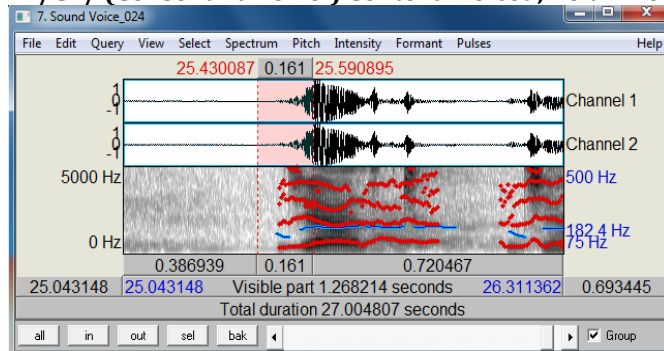 7. Sound Voice_024
File Edit Query View Select Spectrum Pitch Intensity Formant Pulses Help
25.430087 0.161 25.590895
1
0
-1
Channel 1
1
0
-1
Channel 2
5000 Hz 500 Hz
182.4 Hz
0 Hz 75 Hz
0.386939 0.161 0.720467
25.043148 25.043148 Visible part 1.268214 seconds 26.311362 0.693445
Total duration 27.004807 seconds
all in out sel bak Group